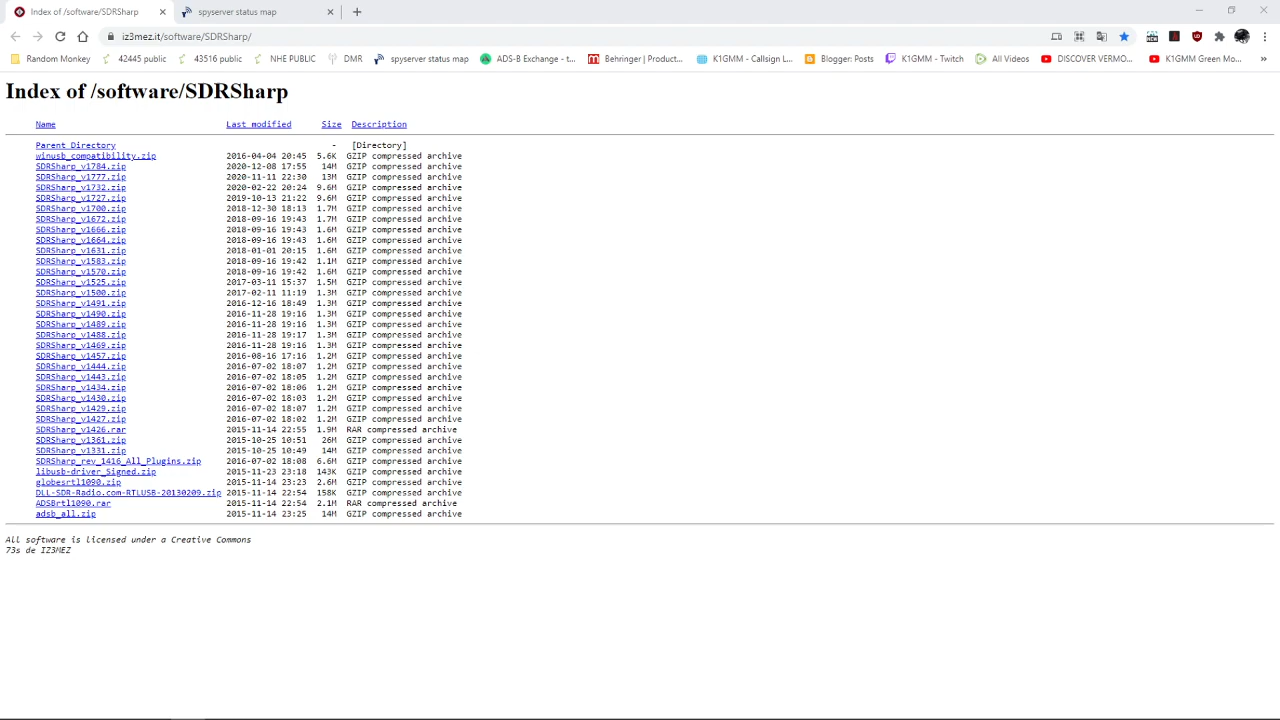 Index of /software/SDRSharp
spyserver status map
iz3mez.it/software/SDRSharp/
Random Monkey 42445 public 43516 public NHE PUBLIC DMR spyserver status map ADS-B Exchange - t... Behringer | Product... K1GMM - Callsign L... Blogger: Posts K1GMM - Twitch All Videos DISCOVER VERMO... K1GMM Green Mo... »
Index of /software/SDRSharp
Name Last modified Size Description
Parent Directory - [Directory]
winusb_compatibility.zip 2016-04-04 20:45 5.6K GZIP compressed archive
SDRSharp_v1784.zip 2020-12-08 17:55 14M GZIP compressed archive
SDRSharp_v1777.zip 2020-11-11 22:30 13M GZIP compressed archive
SDRSharp_v1732.zip 2020-02-22 20:24 9.6M GZIP compressed archive
SDRSharp_v1727.zip 2019-10-13 21:22 9.6M GZIP compressed archive
SDRSharp_v1700.zip 2018-12-30 18:13 1.7M GZIP compressed archive
SDRSharp_v1672.zip 2018-09-16 19:43 1.7M GZIP compressed archive
SDRSharp_v1666.zip 2018-09-16 19:43 1.6M GZIP compressed archive
SDRSharp_v1664.zip 2018-09-16 19:43 1.6M GZIP compressed archive
SDRSharp_v1631.zip 2018-01-01 20:15 1.6M GZIP compressed archive
SDRSharp_v1583.zip 2018-09-16 19:42 1.1M GZIP compressed archive
SDRSharp_v1570.zip 2018-09-16 19:42 1.6M GZIP compressed archive
SDRSharp_v1525.zip 2017-03-11 15:37 1.5M GZIP compressed archive
SDRSharp_v1500.zip 2017-02-11 11:19 1.3M GZIP compressed archive
SDRSharp_v1491.zip 2016-12-16 18:49 1.3M GZIP compressed archive
SDRSharp_v1490.zip 2016-11-28 19:16 1.3M GZIP compressed archive
SDRSharp_v1489.zip 2016-11-28 19:16 1.3M GZIP compressed archive
SDRSharp_v1488.zip 2016-11-28 19:17 1.3M GZIP compressed archive
SDRSharp_v1469.zip 2016-11-28 19:16 1.3M GZIP compressed archive
SDRSharp_v1457.zip 2016-08-16 17:16 1.2M GZIP compressed archive
SDRSharp_v1444.zip 2016-07-02 18:07 1.2M GZIP compressed archive
SDRSharp_v1443.zip 2016-07-02 18:05 1.2M GZIP compressed archive
SDRSharp_v1434.zip 2016-07-02 18:06 1.2M GZIP compressed archive
SDRSharp_v1430.zip 2016-07-02 18:03 1.2M GZIP compressed archive
SDRSharp_v1429.zip 2016-07-02 18:07 1.2M GZIP compressed archive
SDRSharp_v1427.zip 2016-07-02 18:02 1.2M GZIP compressed archive
SDRSharp_v1426.rar 2015-11-14 22:55 1.9M RAR compressed archive
SDRSharp_v1361.zip 2015-10-25 10:51 26M GZIP compressed archive
SDRSharp_v1331.zip 2015-10-25 10:49 14M GZIP compressed archive
SDRSharp_rev_1416_All_Plugins.zip 2016-07-02 18:08 6.6M GZIP compressed archive
libusb-driver_Signed.zip 2015-11-23 23:18 143K GZIP compressed archive
globesrtl1090.zip 2015-11-14 22:23 2.6M GZIP compressed archive
DLL-SDR-Radio.com-RTLUSB-20130209.zip 2015-11-14 22:54 158K GZIP compressed archive
ADSBrtl1090.rar 2015-11-14 22:54 2.1M RAR compressed archive
adsb_all.zip 2015-11-14 23:25 14M GZIP compressed archive
All software is licensed under a Creative Commons
73s de IZ3MEZ